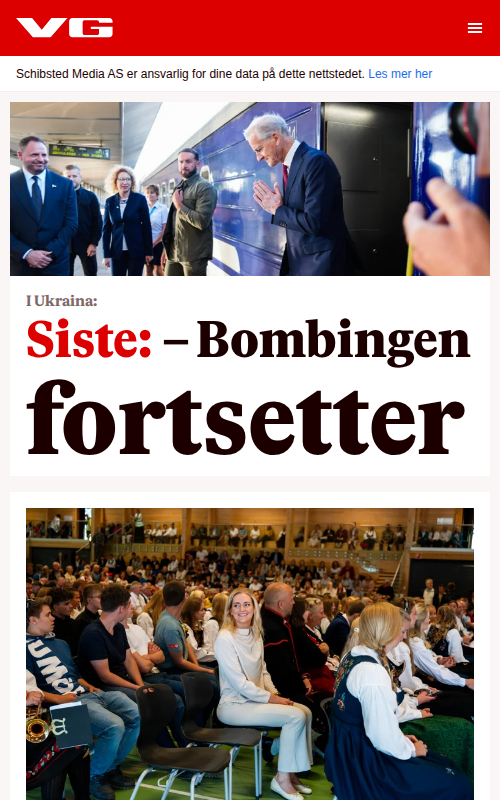 VG
Schibsted Media AS er ansvarlig for dine data på dette nettstedet. Les mer her
I Ukraina:
Siste: – Bombingen
fortsetter